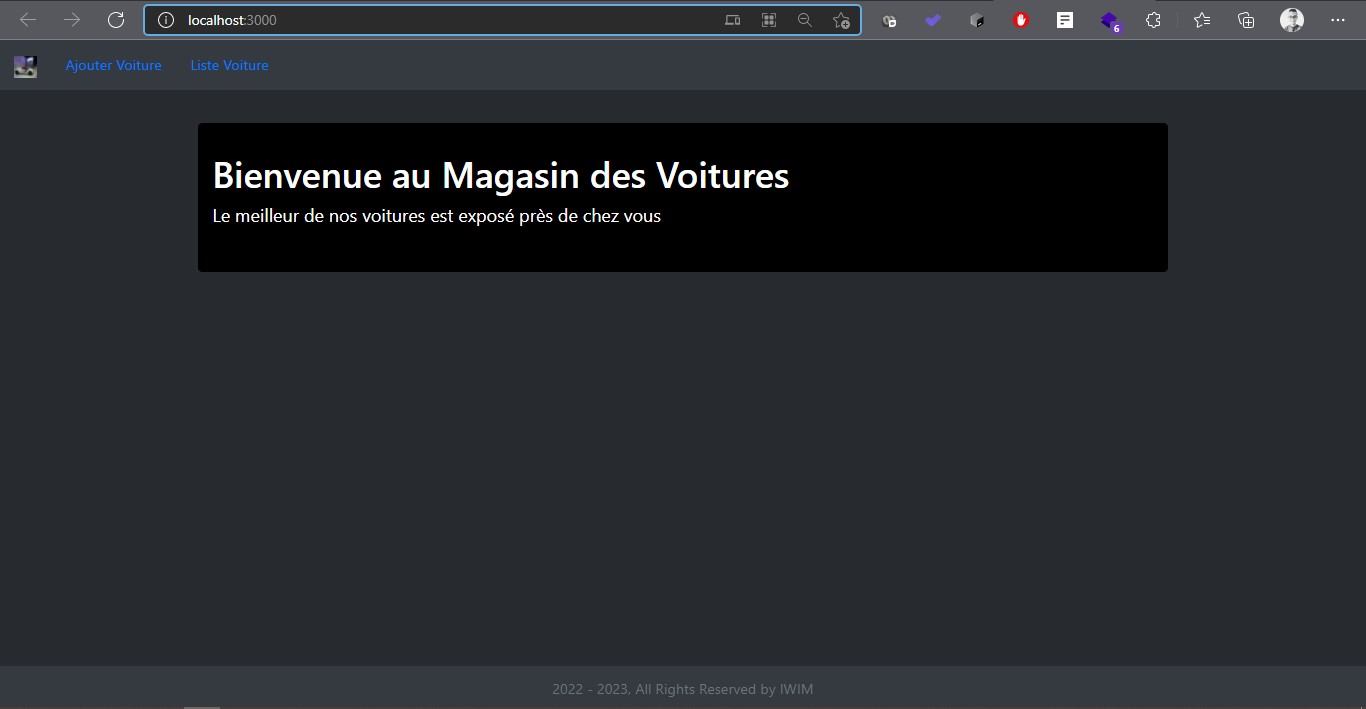 localhost:3000
6
Ajouter Voiture
Liste Voiture
Bienvenue au Magasin des Voitures
Le meilleur de nos voitures est exposé près de chez vous
2022 - 2023, All Rights Reserved by IWIM